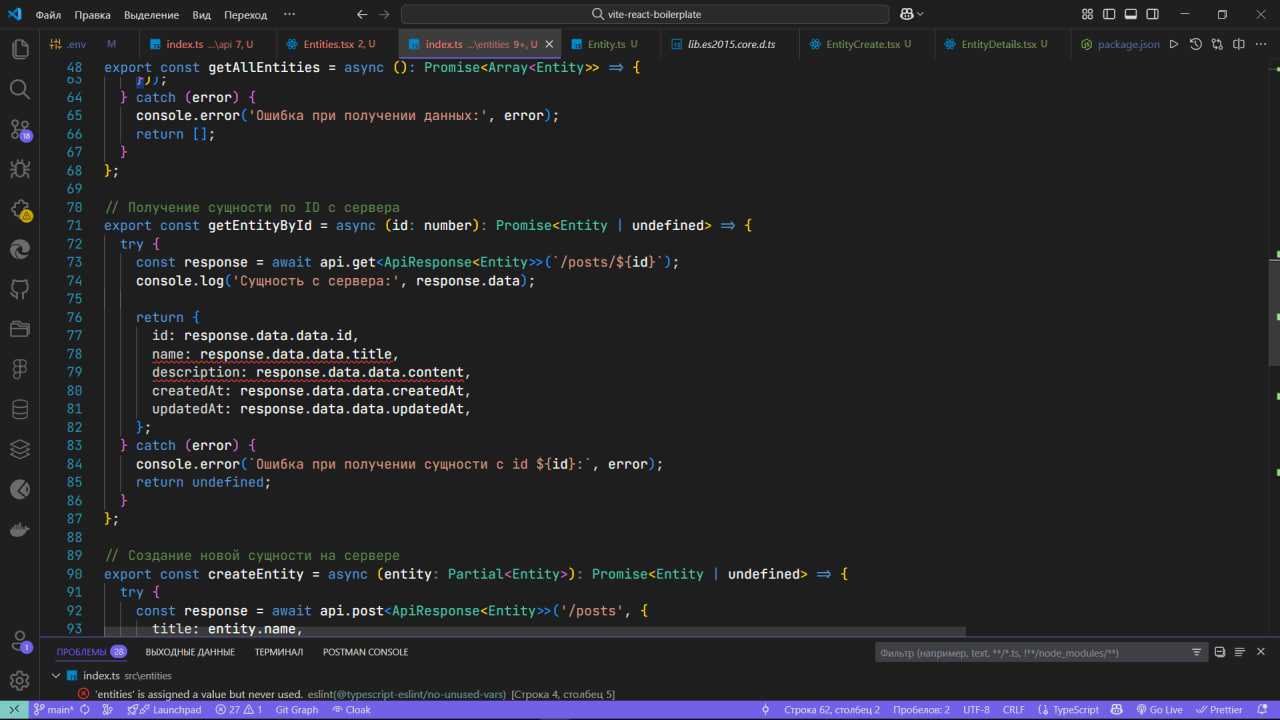 Файл Правка Выделение Вид Переход ··· vite-react-boilerplate
.env M index.ts ...\api 7, U Entities.tsx 2, U index.ts ...\entities 9+, U Entity.ts U lib.es2015.core.d.ts EntityCreate.tsx U EntityDetails.tsx U package.json
48 export const getAllEntities = async (): Promise<Array<Entity>> => {
63 }));
64 } catch (error) {
65 console.error('Ошибка при получении данных:', error);
66 return [];
67 }
68 };
69
70 // Получение сущности по ID с сервера
71 export const getEntityById = async (id: number): Promise<Entity | undefined> => {
72 try {
73 const response = await api.get<ApiResponse<Entity>>(`/posts/${id}`);
74 console.log('Сущность с сервера:', response.data);
75
76 return {
77 id: response.data.data.id,
78 name: response.data.data.title,
79 description: response.data.data.content,
80 createdAt: response.data.data.createdAt,
81 updatedAt: response.data.data.updatedAt,
82 };
83 } catch (error) {
84 console.error(`Ошибка при получении сущности с id ${id}:`, error);
85 return undefined;
86 }
87 };
88
89 // Создание новой сущности на сервере
90 export const createEntity = async (entity: Partial<Entity>): Promise<Entity | undefined> => {
91 try {
92 const response = await api.post<ApiResponse<Entity>>('/posts', {
93 title: entity.name,
18
1
ПРОБЛЕМЫ 28 ВЫХОДНЫЕ ДАННЫЕ ТЕРМИНАЛ POSTMAN CONSOLE Фильтр (например, text, **/*.ts, !**/node_modules/**)
index.ts src\entities
'entities' is assigned a value but never used. eslint(@typescript-eslint/no-unused-vars) [Строка 4, столбец 5]
main* Launchpad 27 1 Git Graph Cloak Строка 62, столбец 2 Пробелов: 2 UTF-8 CRLF TypeScript Go Live Prettier